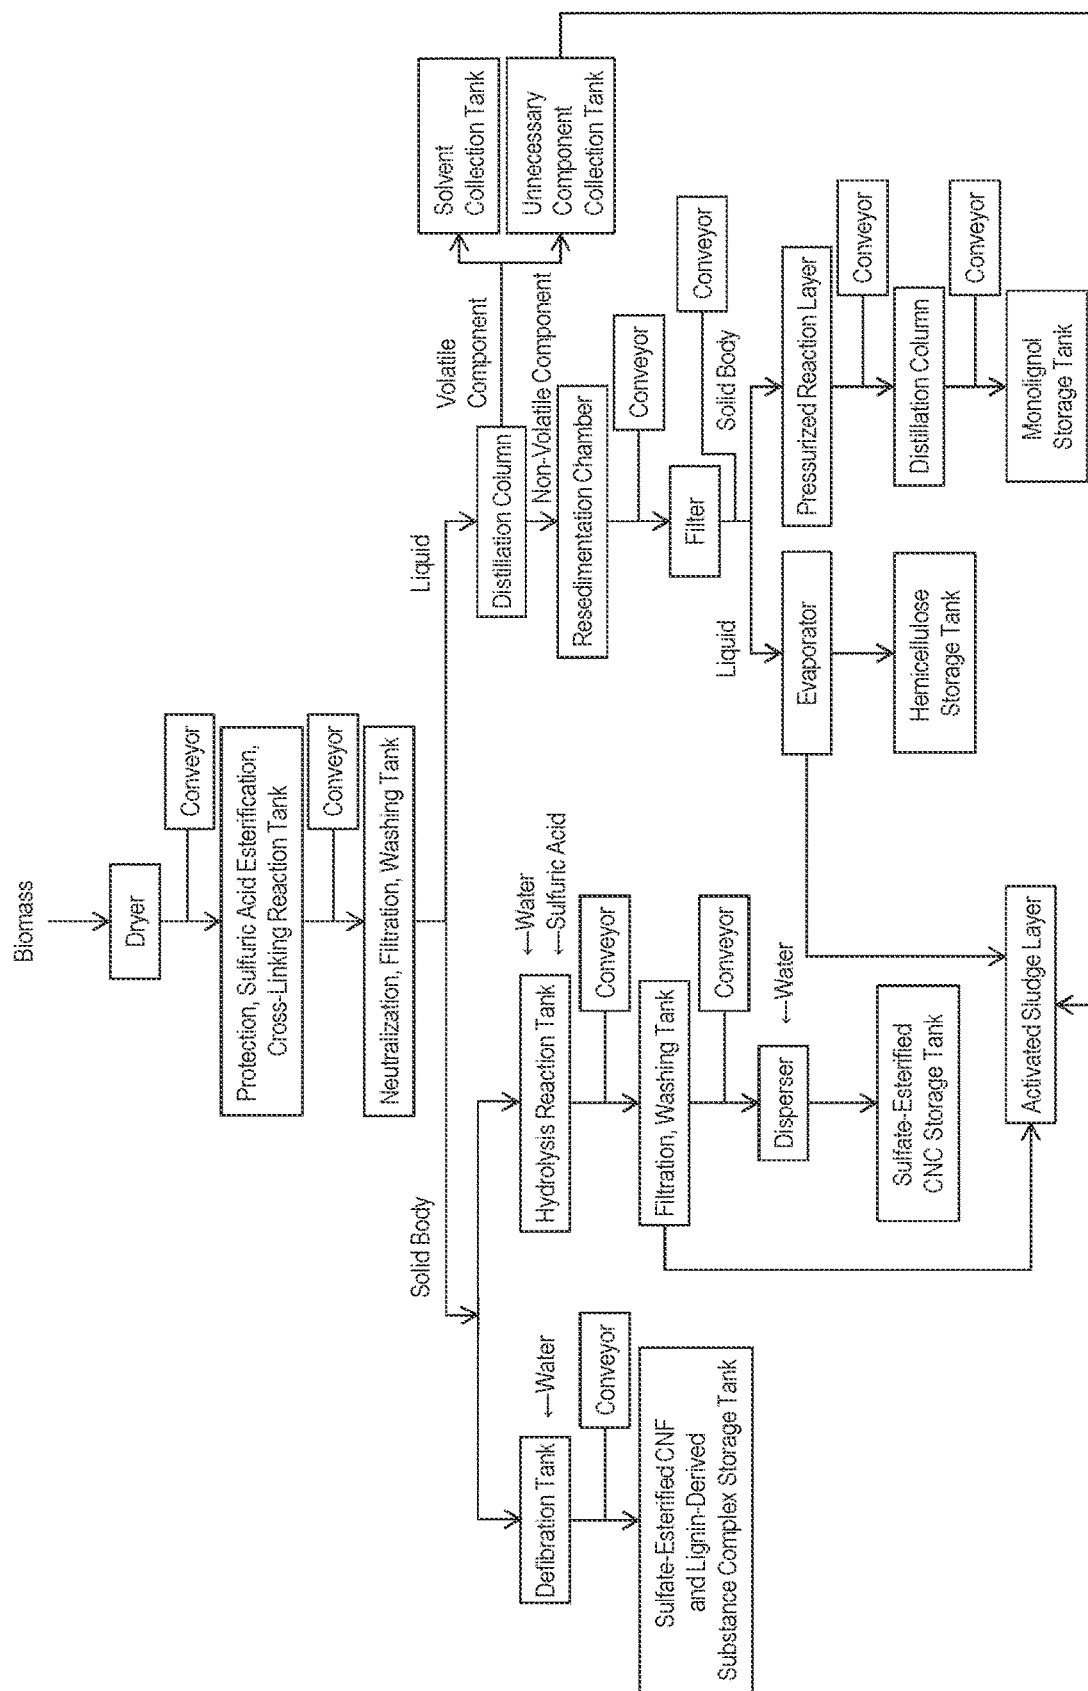 Biomass
Dryer
Conveyor
Protection, Sulfuric Acid Esterification,
Cross-Linking Reaction Tank
Conveyor
Neutralization, Filtration, Washing Tank
Solid Body
Liquid
Defibration Tank
←Water
Conveyor
Sulfate-Esterified CNF
and Lignin-Derived
Substance Complex Storage Tank
Hydrolysis Reaction Tank
←Water
←Sulfuric Acid
Conveyor
Filtration, Washing Tank
Conveyor
Disperser
←Water
Sulfate-Esterified
CNC Storage Tank
Activated Sludge Layer
Distillation Column
Volatile
Component
Solvent
Collection Tank
Unnecessary
Component
Collection Tank
Non-Volatile Component
Resedimentation Chamber
Conveyor
Filter
Conveyor
Liquid
Solid Body
Evaporator
Hemicellulose
Storage Tank
Pressurized Reaction Layer
Conveyor
Distillation Column
Conveyor
Monolignol
Storage Tank